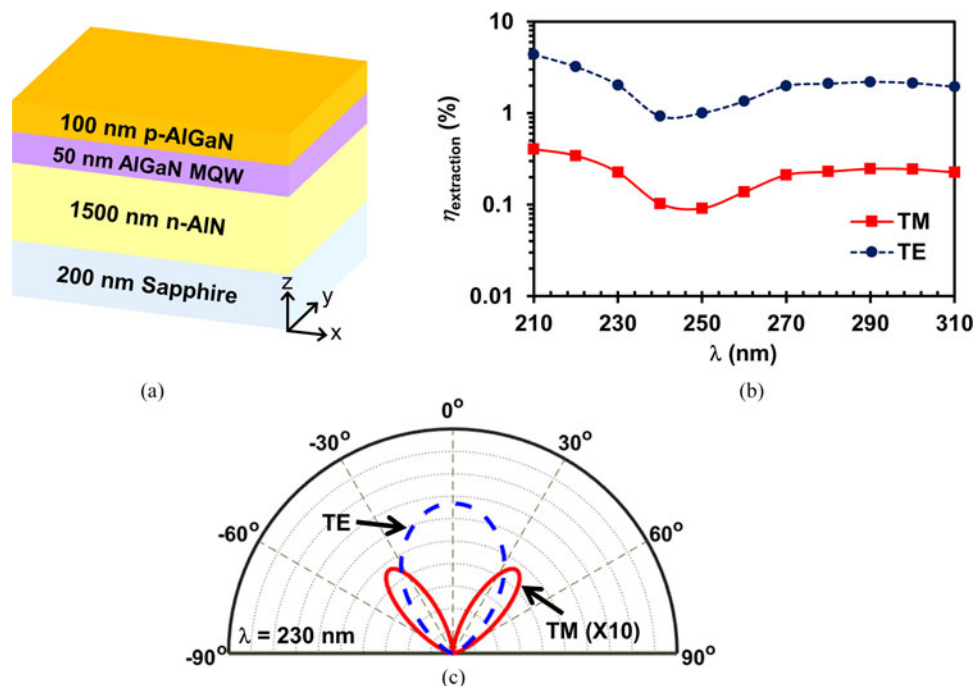 100 nm p-AlGaN
50 nm AlGaN MQW
1500 nm n-AlN
200 nm Sapphire
z
y
x
(a)
10
1
0.1
0.01
ηextraction (%)
TM
TE
210 230 250 270 290 310
λ (nm)
(b)
0°
-30° 30°
-60° 60°
TE
TM (X10)
λ = 230 nm
-90° 90°
(c)